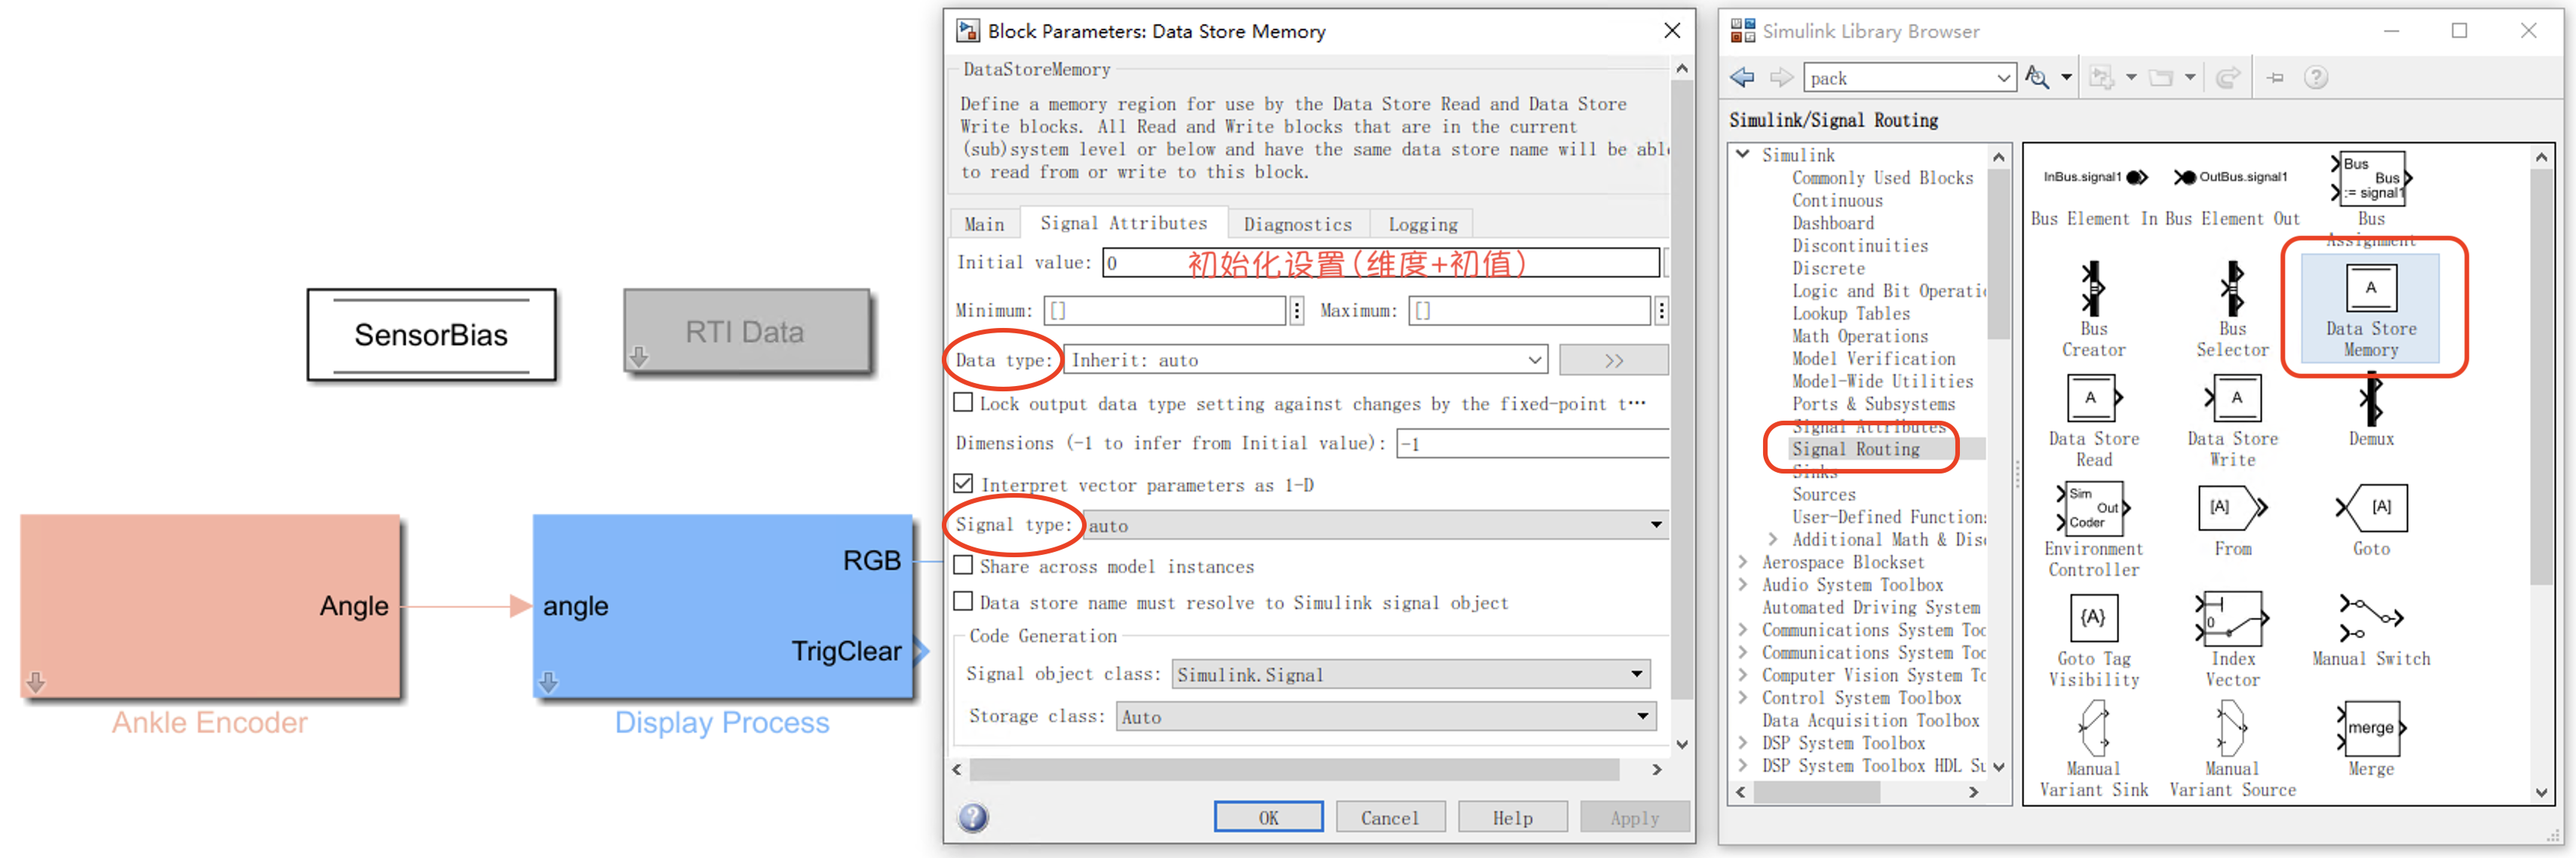 SensorBias
RTI Data
Angle
Ankle Encoder
angle
RGB
TrigClear
Display Process
Block Parameters: Data Store Memory
DataStoreMemory
Define a memory region for use by the Data Store Read and Data Store
Write blocks. All Read and Write blocks that are in the current
(sub)system level or below and have the same data store name will be abl
to read from or write to this block.
Main Signal Attributes Diagnostics Logging
Initial value: 0 初始化设置(维度+初值)
Minimum: [] Maximum: []
Data type: Inherit: auto >>
Lock output data type setting against changes by the fixed-point t…
Dimensions (-1 to infer from Initial value): -1
Interpret vector parameters as 1-D
Signal type: auto
Share across model instances
Data store name must resolve to Simulink signal object
Code Generation
Signal object class: Simulink.Signal
Storage class: Auto
OK Cancel Help Apply
Simulink Library Browser
pack
Simulink/Signal Routing
Simulink
Commonly Used Blocks
Continuous
Dashboard
Discontinuities
Discrete
Logic and Bit Operati
Lookup Tables
Math Operations
Model Verification
Model-Wide Utilities
Ports & Subsystems
Signal Attributes
Signal Routing
Sinks
Sources
User-Defined Function
Additional Math & Dis
Aerospace Blockset
Audio System Toolbox
Automated Driving System
Communications System Too
Communications System Too
Computer Vision System To
Control System Toolbox
Data Acquisition Toolbox
DSP System Toolbox
DSP System Toolbox HDL Su
InBus.signal1 OutBus.signal1 Bus
Bus
:= signal1
Bus Element In Bus Element Out Bus
Assignment
A
Bus
Creator
Bus
Selector
Data Store
Memory
A A
Data Store
Read
Data Store
Write
Demux
Sim
Out
Coder
[A] [A]
Environment
Controller
From Goto
{A} 0
Goto Tag
Visibility
Index
Vector
Manual Switch
merge
Manual
Variant Sink
Manual
Variant Source
Merge